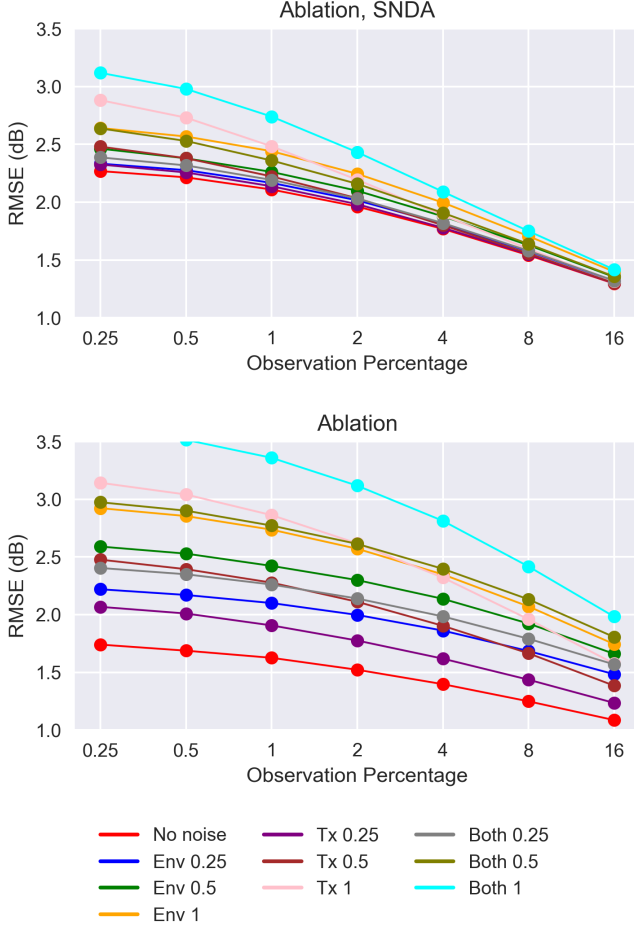 Ablation, SNDA
3.5
3.0
2.5
2.0
1.5
1.0
RMSE (dB)
0.25 0.5 1 2 4 8 16
Observation Percentage
Ablation
3.5
3.0
2.5
2.0
1.5
1.0
RMSE (dB)
0.25 0.5 1 2 4 8 16
Observation Percentage
No noise Tx 0.25 Both 0.25
Env 0.25 Tx 0.5 Both 0.5
Env 0.5 Tx 1 Both 1
Env 1